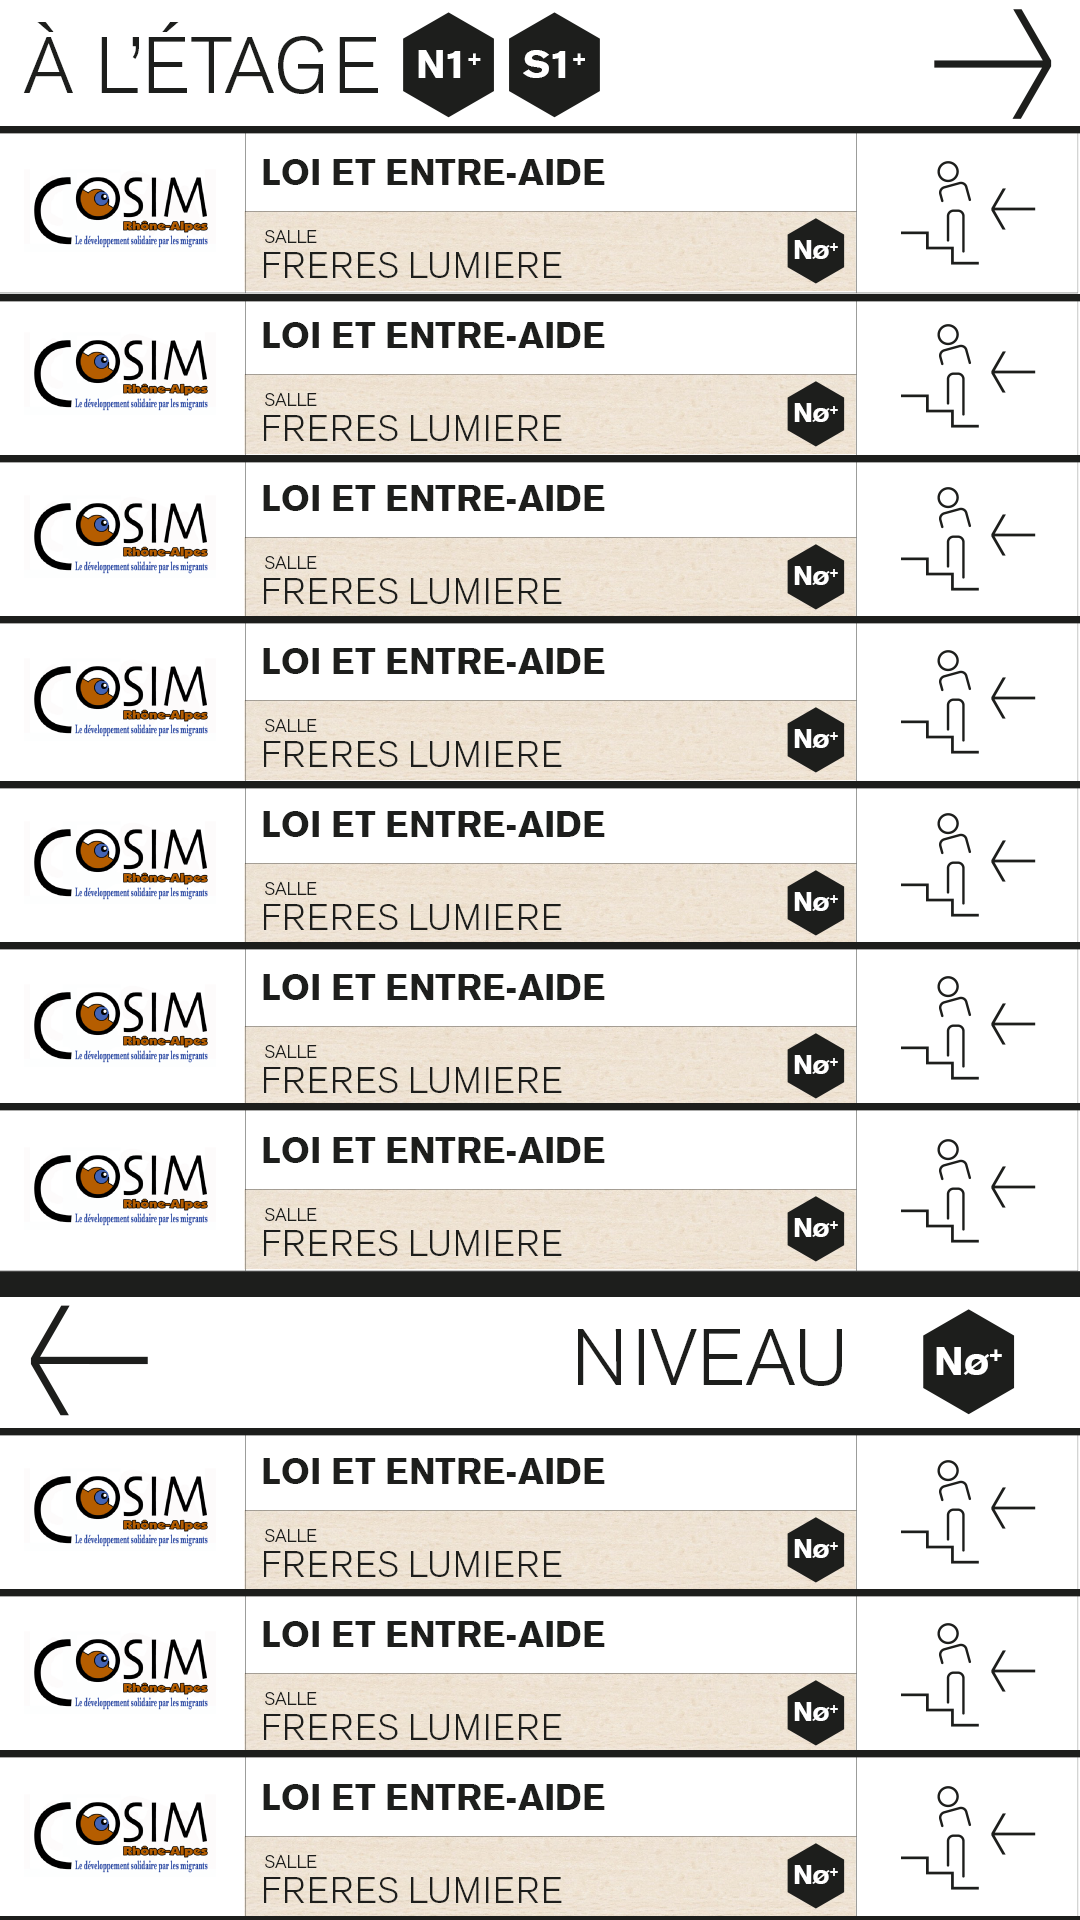 À L'ÉTAGE N1+ S1+
COSIM
Rhône-Alpes
Le développement solidaire par les migrants
LOI ET ENTRE-AIDE
SALLE
FRERES LUMIERE
Nø+
COSIM
Rhône-Alpes
Le développement solidaire par les migrants
LOI ET ENTRE-AIDE
SALLE
FRERES LUMIERE
Nø+
COSIM
Rhône-Alpes
Le développement solidaire par les migrants
LOI ET ENTRE-AIDE
SALLE
FRERES LUMIERE
Nø+
COSIM
Rhône-Alpes
Le développement solidaire par les migrants
LOI ET ENTRE-AIDE
SALLE
FRERES LUMIERE
Nø+
COSIM
Rhône-Alpes
Le développement solidaire par les migrants
LOI ET ENTRE-AIDE
SALLE
FRERES LUMIERE
Nø+
COSIM
Rhône-Alpes
Le développement solidaire par les migrants
LOI ET ENTRE-AIDE
SALLE
FRERES LUMIERE
Nø+
COSIM
Rhône-Alpes
Le développement solidaire par les migrants
LOI ET ENTRE-AIDE
SALLE
FRERES LUMIERE
Nø+
NIVEAU Nø+
COSIM
Rhône-Alpes
Le développement solidaire par les migrants
LOI ET ENTRE-AIDE
SALLE
FRERES LUMIERE
Nø+
COSIM
Rhône-Alpes
Le développement solidaire par les migrants
LOI ET ENTRE-AIDE
SALLE
FRERES LUMIERE
Nø+
COSIM
Rhône-Alpes
Le développement solidaire par les migrants
LOI ET ENTRE-AIDE
SALLE
FRERES LUMIERE
Nø+